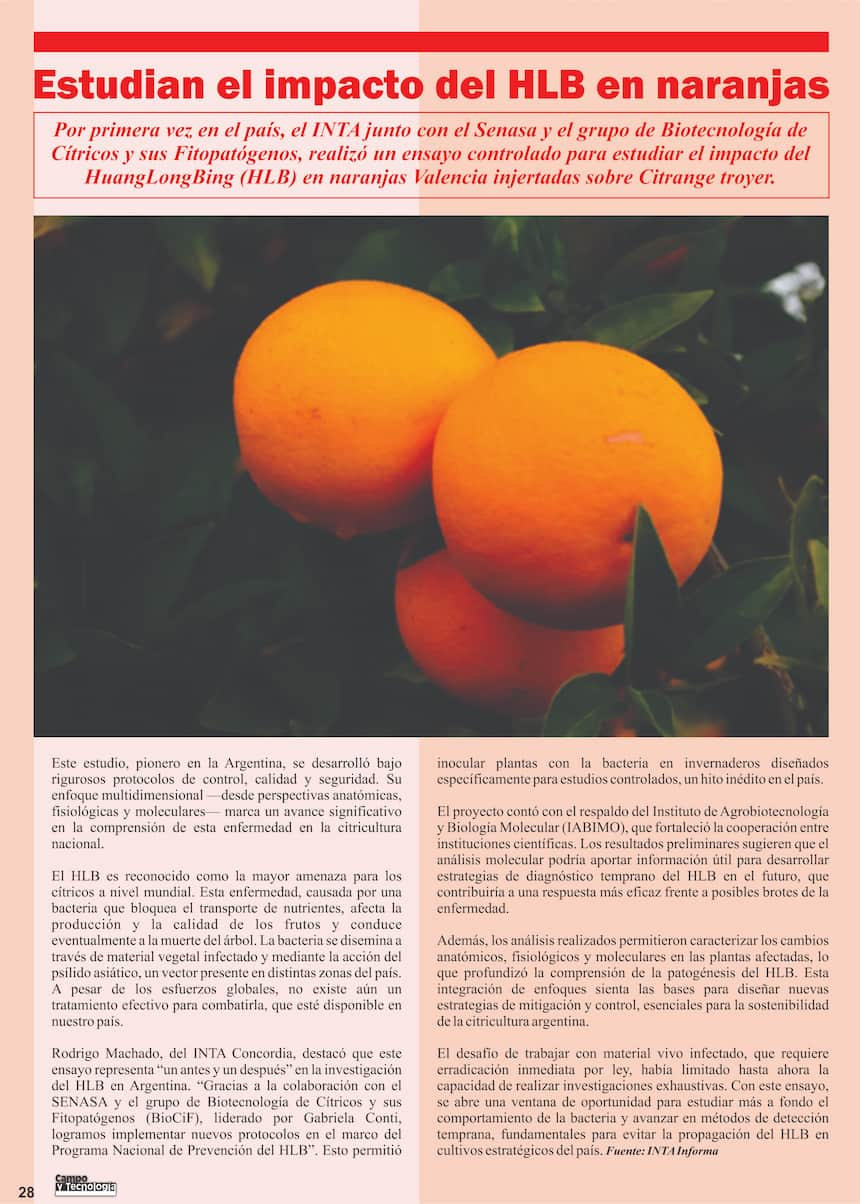 Estudian el impacto del HLB en naranjas
Por primera vez en el país, el INTA junto con el Senasa y el grupo de Biotecnología de
Cítricos y sus Fitopatógenos, realizó un ensayo controlado para estudiar el impacto del
HuangLongBing (HLB) en naranjas Valencia injertadas sobre Citrange troyer.
Este estudio, pionero en la Argentina, se desarrolló bajo
rigurosos protocolos de control, calidad y seguridad. Su
enfoque multidimensional —desde perspectivas anatómicas,
fisiológicas y moleculares— marca un avance significativo
en la comprensión de esta enfermedad en la citricultura
nacional.
El HLB es reconocido como la mayor amenaza para los
cítricos a nivel mundial. Esta enfermedad, causada por una
bacteria que bloquea el transporte de nutrientes, afecta la
producción y la calidad de los frutos y conduce
eventualmente a la muerte del árbol. La bacteria se disemina a
través de material vegetal infectado y mediante la acción del
psílido asiático, un vector presente en distintas zonas del país.
A pesar de los esfuerzos globales, no existe aún un
tratamiento efectivo para combatirla, que esté disponible en
nuestro país.
Rodrigo Machado, del INTA Concordia, destacó que este
ensayo representa “un antes y un después” en la investigación
del HLB en Argentina. “Gracias a la colaboración con el
SENASA y el grupo de Biotecnología de Cítricos y sus
Fitopatógenos (BioCiF), liderado por Gabriela Conti,
logramos implementar nuevos protocolos en el marco del
Programa Nacional de Prevención del HLB”. Esto permitió
inocular plantas con la bacteria en invernaderos diseñados
específicamente para estudios controlados, un hito inédito en el país.
El proyecto contó con el respaldo del Instituto de Agrobiotecnología
y Biología Molecular (IABIMO), que fortaleció la cooperación entre
instituciones científicas. Los resultados preliminares sugieren que el
análisis molecular podría aportar información útil para desarrollar
estrategias de diagnóstico temprano del HLB en el futuro, que
contribuiría a una respuesta más eficaz frente a posibles brotes de la
enfermedad.
Además, los análisis realizados permitieron caracterizar los cambios
anatómicos, fisiológicos y moleculares en las plantas afectadas, lo
que profundizó la comprensión de la patogénesis del HLB. Esta
integración de enfoques sienta las bases para diseñar nuevas
estrategias de mitigación y control, esenciales para la sostenibilidad
de la citricultura argentina.
El desafío de trabajar con material vivo infectado, que requiere
erradicación inmediata por ley, había limitado hasta ahora la
capacidad de realizar investigaciones exhaustivas. Con este ensayo,
se abre una ventana de oportunidad para estudiar más a fondo el
comportamiento de la bacteria y avanzar en métodos de detección
temprana, fundamentales para evitar la propagación del HLB en
cultivos estratégicos del país. Fuente: INTA Informa
28
Campo
y Tecnología